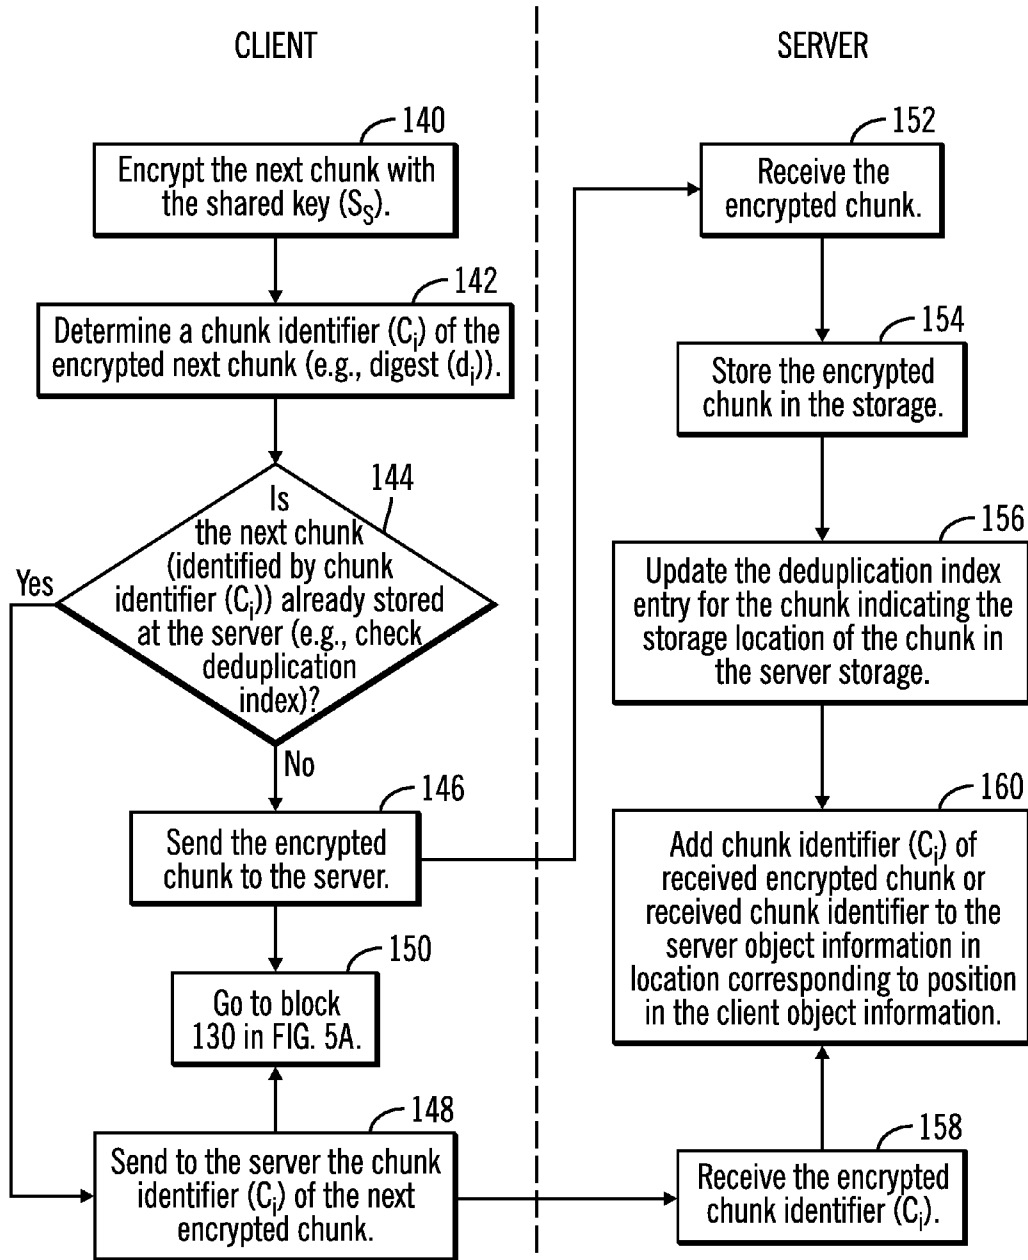 CLIENT
140
Encrypt the next chunk with
the shared key (S_S).
142
Determine a chunk identifier (C_i) of the
encrypted next chunk (e.g., digest (d_i)).
144
Is
the next chunk
(identified by chunk
identifier (C_i)) already stored
at the server (e.g., check
deduplication
index)?
Yes
No
146
Send the encrypted
chunk to the server.
150
Go to block
130 in FIG. 5A.
148
Send to the server the chunk
identifier (C_i) of the next
encrypted chunk.
SERVER
152
Receive the
encrypted chunk.
154
Store the encrypted
chunk in the storage.
156
Update the deduplication index
entry for the chunk indicating the
storage location of the chunk in
the server storage.
160
Add chunk identifier (C_i) of
received encrypted chunk or
received chunk identifier to the
server object information in
location corresponding to position
in the client object information.
158
Receive the encrypted
chunk identifier (C_i).